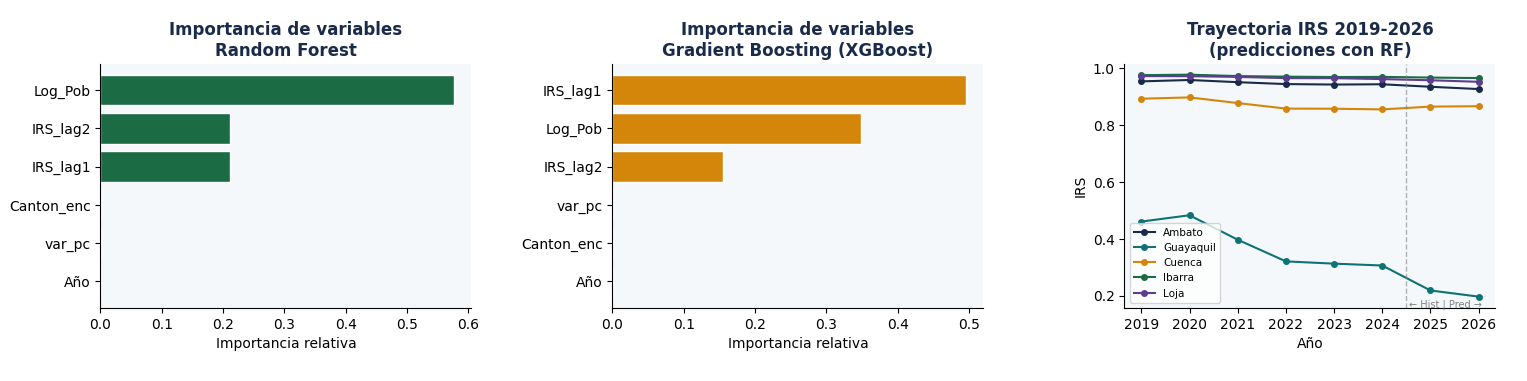 Importancia de variables
Random Forest
Log_Pob
IRS_lag2
IRS_lag1
Canton_enc
var_pc
Año
0.0 0.1 0.2 0.3 0.4 0.5 0.6
Importancia relativa
Importancia de variables
Gradient Boosting (XGBoost)
IRS_lag1
Log_Pob
IRS_lag2
var_pc
Canton_enc
Año
0.0 0.1 0.2 0.3 0.4 0.5
Importancia relativa
Trayectoria IRS 2019-2026
(predicciones con RF)
IRS
1.0
0.8
0.6
0.4
0.2
Ambato
Guayaquil
Cuenca
Ibarra
Loja
← Hist | Pred →
2019 2020 2021 2022 2023 2024 2025 2026
Año